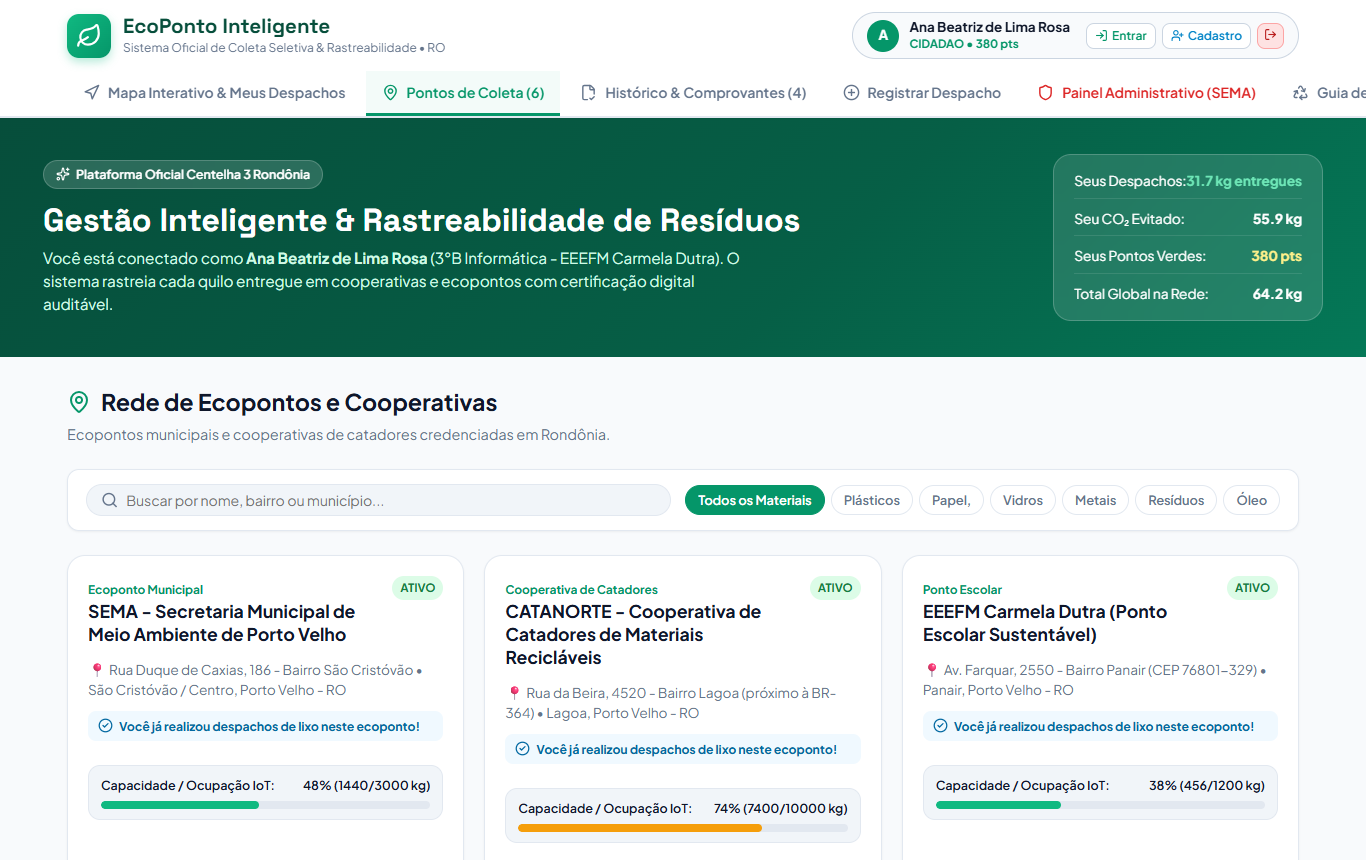 EcoPonto Inteligente
Sistema Oficial de Coleta Seletiva & Rastreabilidade • RO
A
Ana Beatriz de Lima Rosa
CIDADAO • 380 pts
Entrar
Cadastro
Mapa Interativo & Meus Despachos
Pontos de Coleta (6)
Histórico & Comprovantes (4)
Registrar Despacho
Painel Administrativo (SEMA)
Guia de
Plataforma Oficial Centelha 3 Rondônia
Gestão Inteligente & Rastreabilidade de Resíduos
Você está conectado como Ana Beatriz de Lima Rosa (3°B Informática - EEEFM Carmela Dutra). O
sistema rastreia cada quilo entregue em cooperativas e ecopontos com certificação digital
auditável.
Seus Despachos:31.7 kg entregues
Seu CO₂ Evitado: 55.9 kg
Seus Pontos Verdes: 380 pts
Total Global na Rede: 64.2 kg
Rede de Ecopontos e Cooperativas
Ecopontos municipais e cooperativas de catadores credenciadas em Rondônia.
Buscar por nome, bairro ou município...
Todos os Materiais
Plásticos
Papel,
Vidros
Metais
Resíduos
Óleo
Ecoponto Municipal
ATIVO
SEMA - Secretaria Municipal de
Meio Ambiente de Porto Velho
Rua Duque de Caxias, 186 - Bairro São Cristóvão •
São Cristóvão / Centro, Porto Velho - RO
Você já realizou despachos de lixo neste ecoponto!
Capacidade / Ocupação IoT: 48% (1440/3000 kg)
Cooperativa de Catadores
ATIVO
CATANORTE - Cooperativa de
Catadores de Materiais
Recicláveis
Rua da Beira, 4520 - Bairro Lagoa (próximo à BR-
364) • Lagoa, Porto Velho - RO
Você já realizou despachos de lixo neste ecoponto!
Capacidade / Ocupação IoT: 74% (7400/10000 kg)
Ponto Escolar
ATIVO
EEEFM Carmela Dutra (Ponto
Escolar Sustentável)
Av. Farquar, 2550 - Bairro Panair (CEP 76801-329) •
Panair, Porto Velho - RO
Você já realizou despachos de lixo neste ecoponto!
Capacidade / Ocupação IoT: 38% (456/1200 kg)